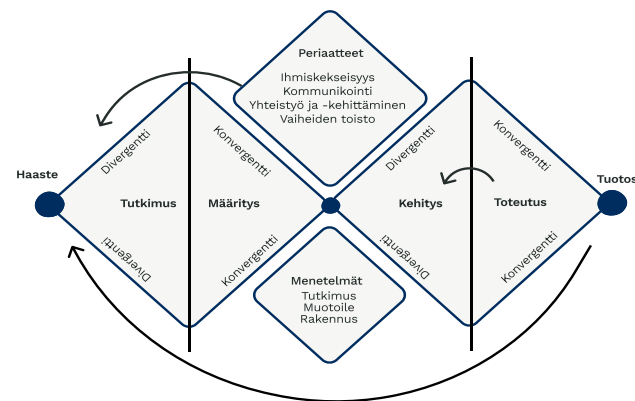 Periaatteet
Ihmiskekseisyys
Kommunikointi
Yhteistyö ja -kehittäminen
Vaiheiden toisto
Haaste
Divergentti
Divergentti
Tutkimus
Konvergentti
Konvergentti
Määritys
Divergentti
Divergentti
Kehitys
Konvergentti
Konvergentti
Toteutus
Tuotos
Menetelmät
Tutkimus
Muotoile
Rakennus